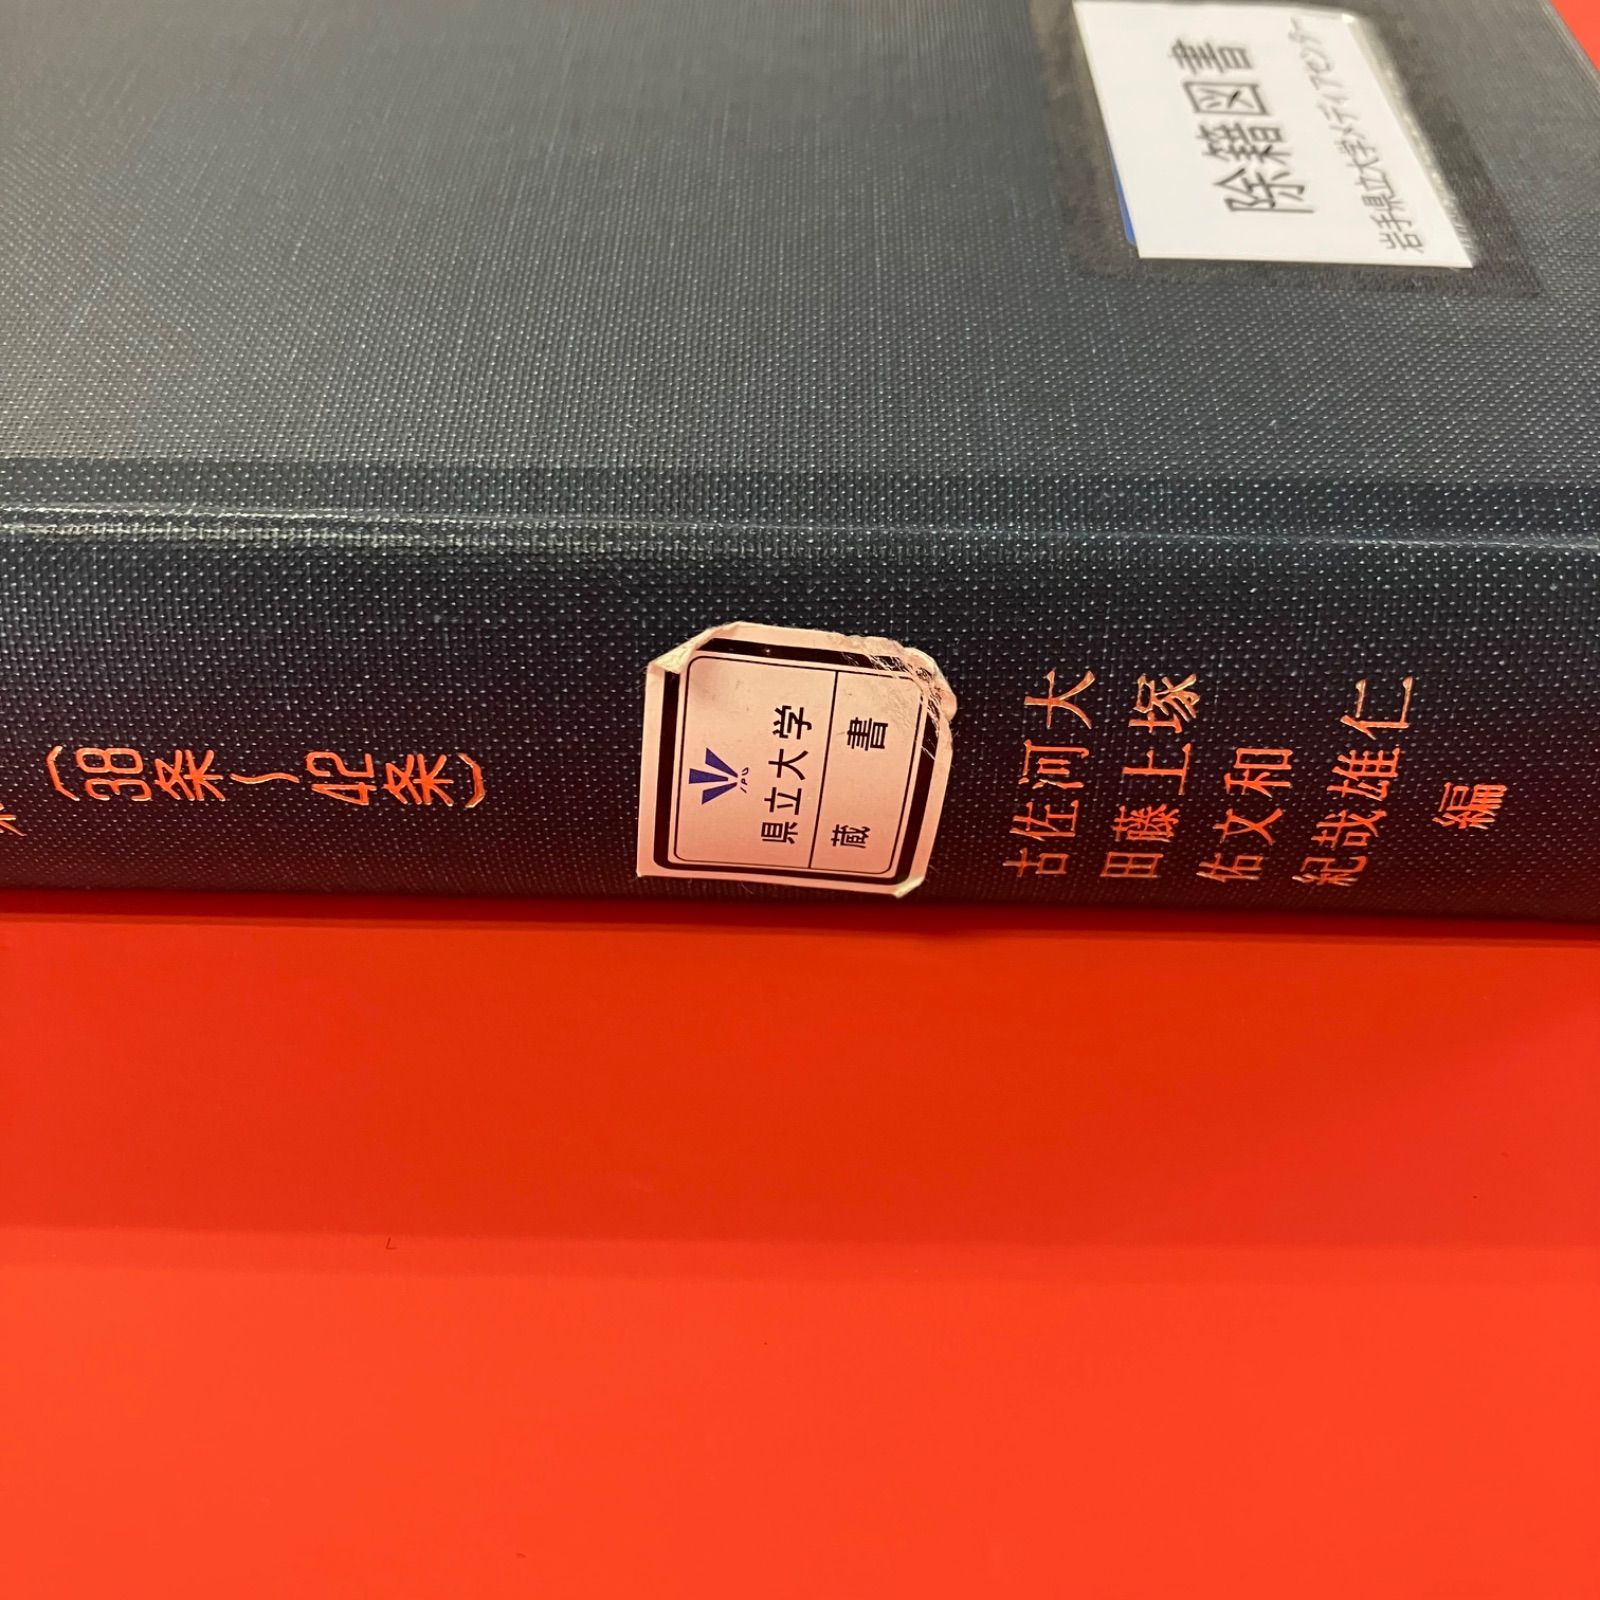 除籍図書
岩手県立大学メディアセンター
〔38条〜42条〕
IPU
県立大学
蔵書
大塚仁
河上和雄
佐藤文哉
古田佑紀
編